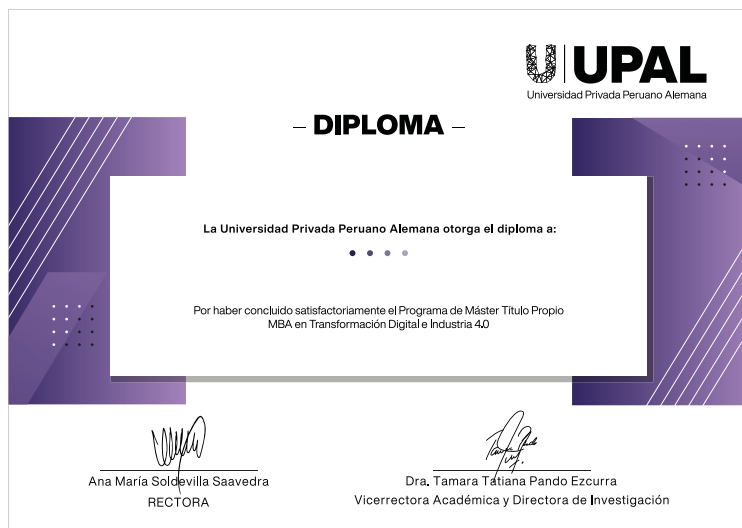 UPAL
Universidad Privada Peruano Alemana
DIPLOMA
La Universidad Privada Peruano Alemana otorga el diploma a:
Por haber concluido satisfactoriamente el Programa de Máster Título Propio
MBA en Transformación Digital e Industria 4.0
Ana María Soldevilla Saavedra
RECTORA
Dra. Tamara Tatiana Pando Ezcurra
Vicerrectora Académica y Directora de Investigación